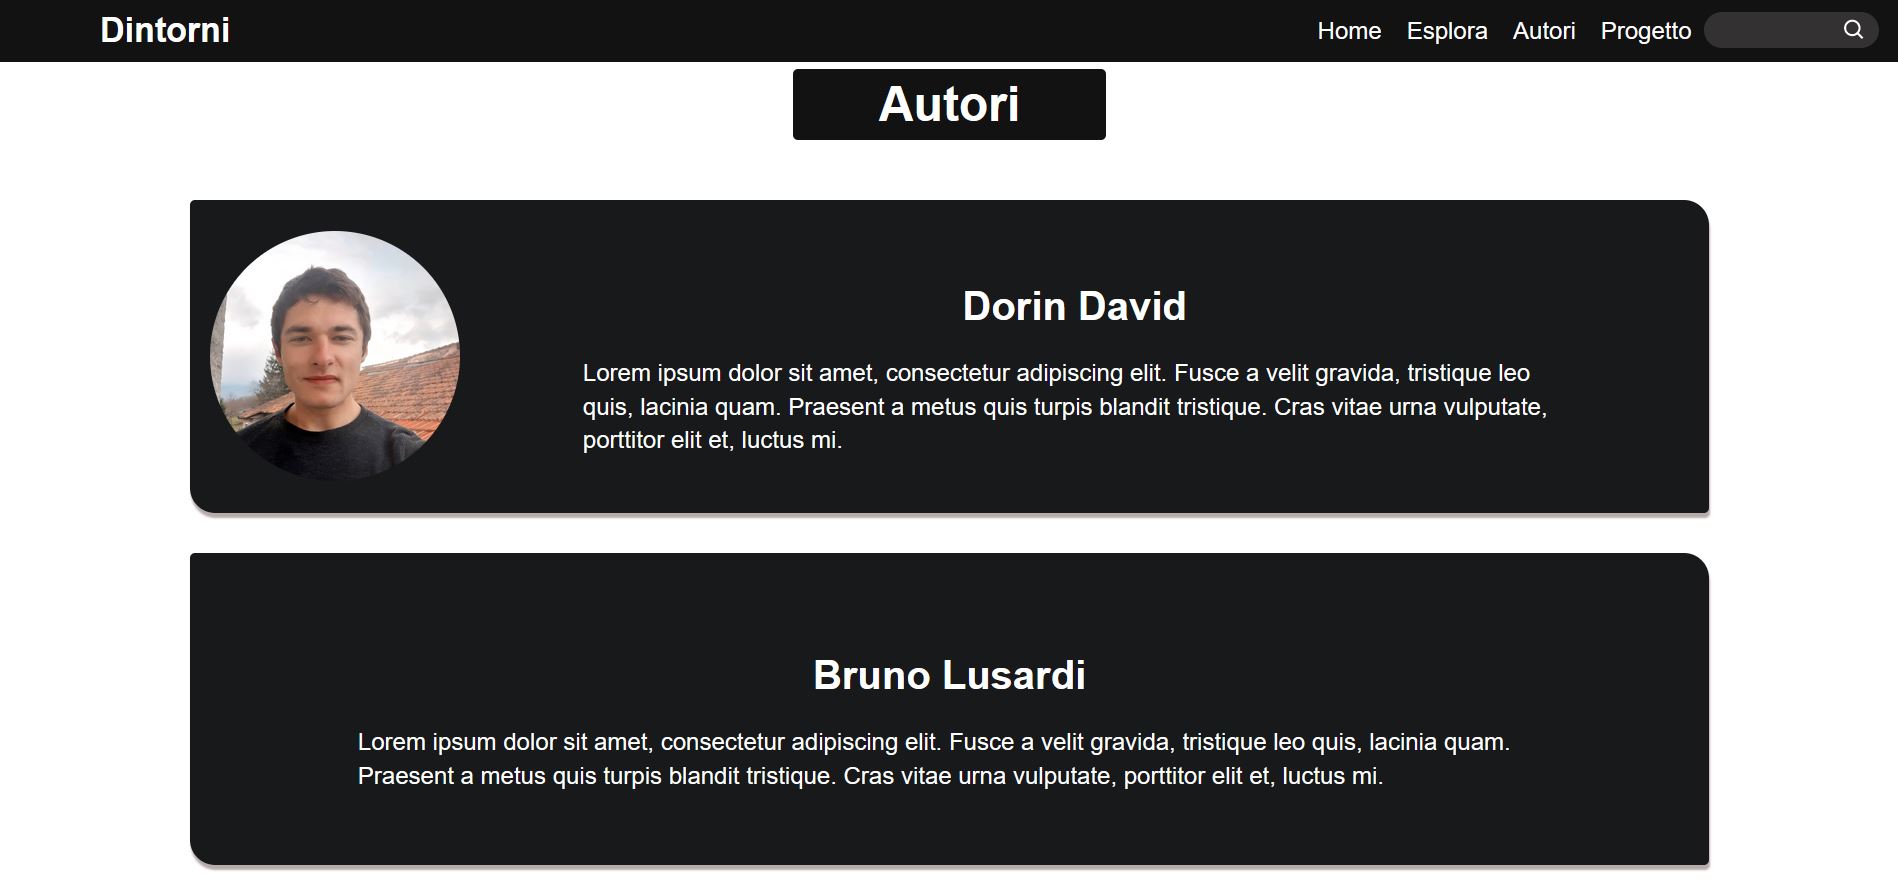 Dintorni
Home Esplora Autori Progetto
Autori
Dorin David
Lorem ipsum dolor sit amet, consectetur adipiscing elit. Fusce a velit gravida, tristique leo
quis, lacinia quam. Praesent a metus quis turpis blandit tristique. Cras vitae urna vulputate,
porttitor elit et, luctus mi.
Bruno Lusardi
Lorem ipsum dolor sit amet, consectetur adipiscing elit. Fusce a velit gravida, tristique leo quis, lacinia quam.
Praesent a metus quis turpis blandit tristique. Cras vitae urna vulputate, porttitor elit et, luctus mi.